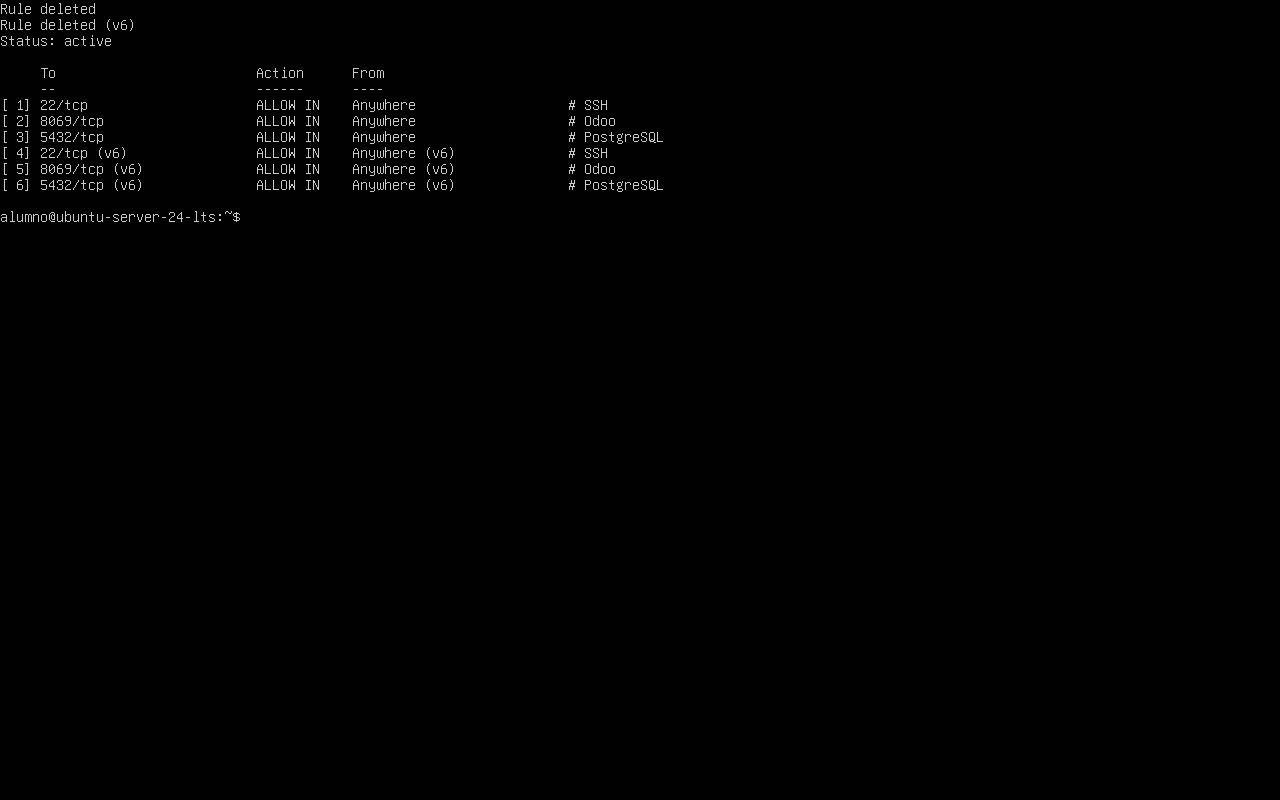 Rule deleted
Rule deleted (v6)
Status: active
     To                         Action      From
     --                         ------      ----
[ 1] 22/tcp                     ALLOW IN    Anywhere                   # SSH
[ 2] 8069/tcp                   ALLOW IN    Anywhere                   # Odoo
[ 3] 5432/tcp                   ALLOW IN    Anywhere                   # PostgreSQL
[ 4] 22/tcp (v6)                ALLOW IN    Anywhere (v6)              # SSH
[ 5] 8069/tcp (v6)              ALLOW IN    Anywhere (v6)              # Odoo
[ 6] 5432/tcp (v6)              ALLOW IN    Anywhere (v6)              # PostgreSQL
alumno@ubuntu-server-24-lts:~$